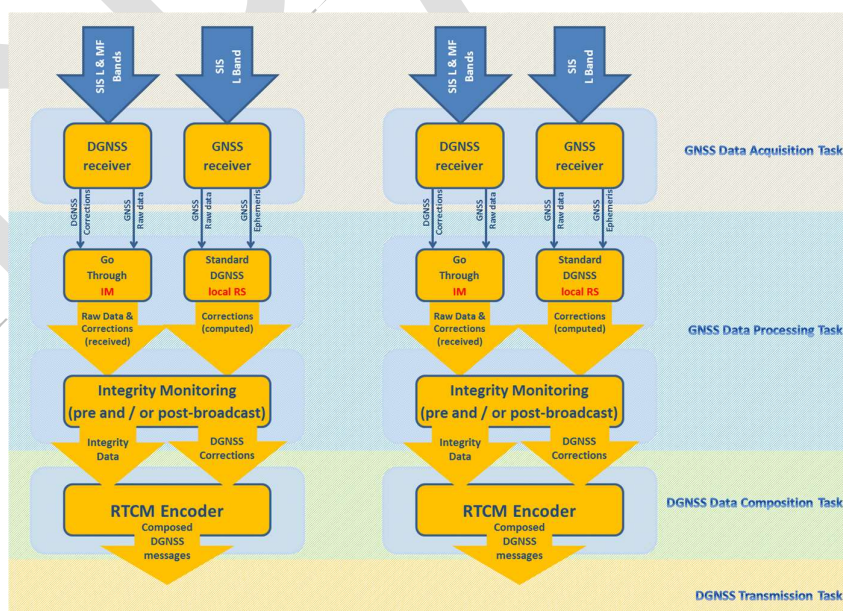 SIS L & MF
Bands
SIS
L Band
SIS L & MF
Bands
SIS
L Band
DGNSS
receiver
GNSS
receiver
DGNSS
receiver
GNSS
receiver
GNSS Data Acquisition Task
DGNSS
Corrections
GNSS
Raw data
GNSS
Raw data
GNSS
Ephemeris
DGNSS
Corrections
GNSS
Raw data
GNSS
Raw data
GNSS
Ephemeris
Go
Through
IM
Standard
DGNSS
local RS
Go
Through
IM
Standard
DGNSS
local RS
Raw Data &
Corrections
(received)
Corrections
(computed)
Raw Data &
Corrections
(received)
Corrections
(computed)
GNSS Data Processing Task
Integrity Monitoring
(pre and / or post-broadcast)
Integrity Monitoring
(pre and / or post-broadcast)
Integrity
Data
DGNSS
Corrections
Integrity
Data
DGNSS
Corrections
DGNSS Data Composition Task
RTCM Encoder
RTCM Encoder
Composed
DGNSS
messages
Composed
DGNSS
messages
DGNSS Transmission Task